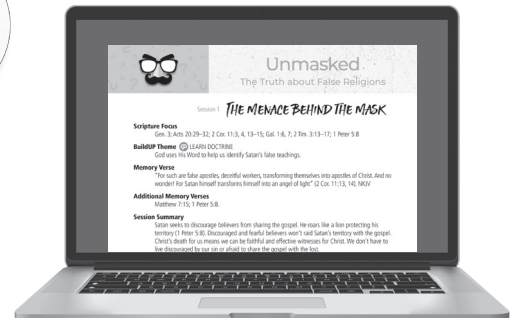 Unmasked
The Truth about False Religions
Session 1 THE MENACE BEHIND THE MASK
Scripture Focus
Gen. 3; Acts 20:29–32; 2 Cor. 11:3, 4, 13–15; Gal. 1:6, 7; 2 Tim. 3:13–17; 1 Peter 5:8
BuildUP Theme LEARN DOCTRINE
God uses His Word to help us identify Satan's false teachings.
Memory Verse
"For such are false apostles, deceitful workers, transforming themselves into apostles of Christ. And no
wonder! For Satan himself transforms himself into an angel of light" (2 Cor. 11:13, 14), NKJV
Additional Memory Verses
Matthew 7:15; 1 Peter 5:8.
Session Summary
Satan seeks to discourage believers from sharing the gospel. He roars like a lion protecting his
territory (1 Peter 5:8). Discouraged and fearful believers won't raid Satan's territory with the gospel.
Christ's death for us means we can be faithful and effective witnesses for Christ. We don't have to
live discouraged by our sin or afraid to share the gospel with the lost.